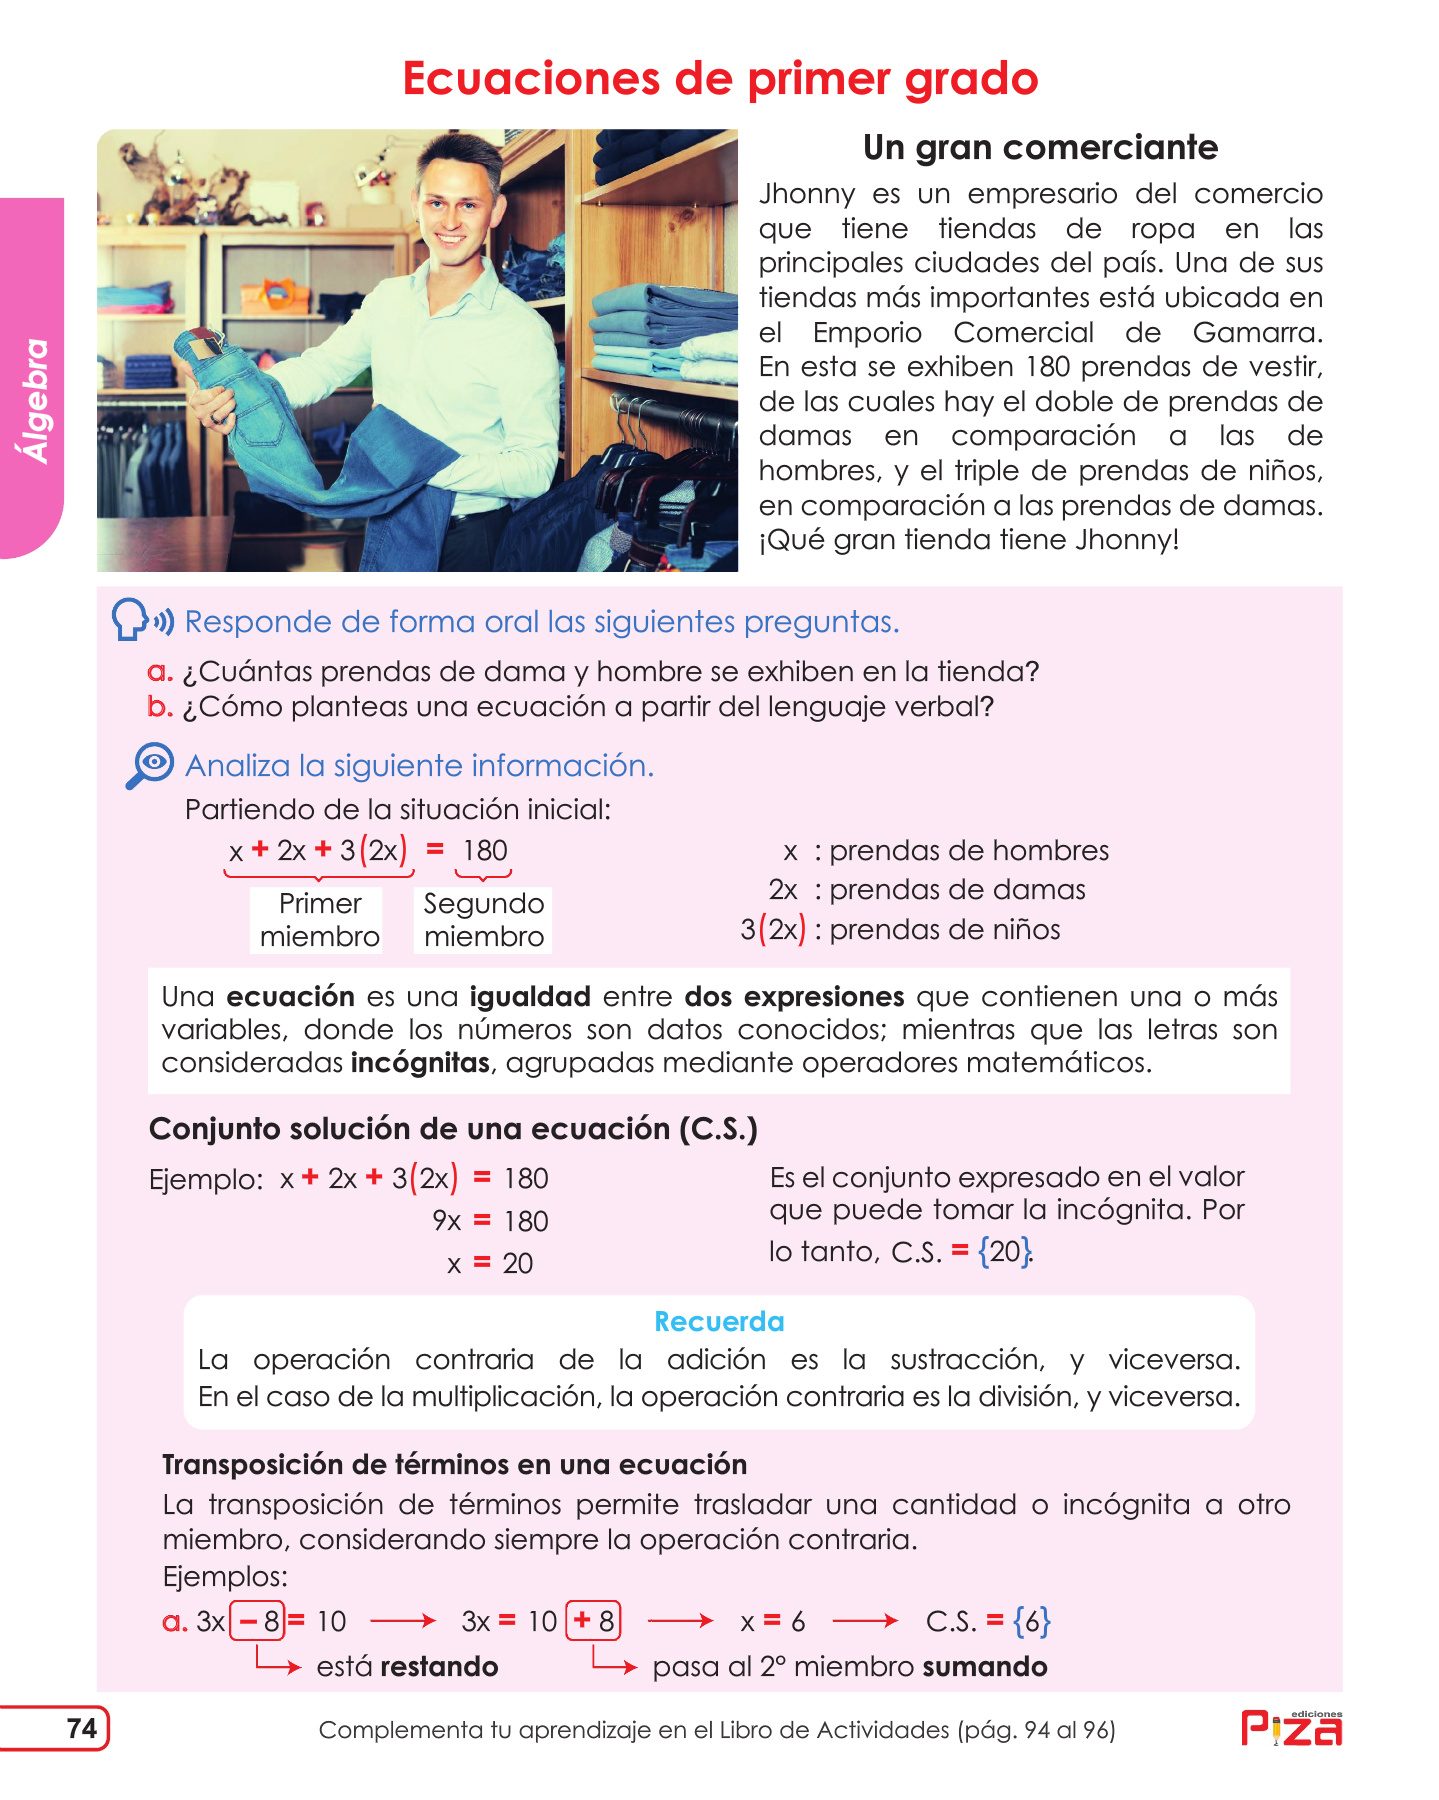 Ecuaciones de primer grado
Un gran comerciante
Jhonny es un empresario del comercio
que tiene tiendas de ropa en las
principales ciudades del país. Una de sus
tiendas más importantes está ubicada en
el Emporio Comercial de Gamarra.
En esta se exhiben 180 prendas de vestir,
de las cuales hay el doble de prendas de
damas en comparación a las de
hombres, y el triple de prendas de niños,
en comparación a las prendas de damas.
¡Qué gran tienda tiene Jhonny!
Álgebra
Responde de forma oral las siguientes preguntas.
a. ¿Cuántas prendas de dama y hombre se exhiben en la tienda?
b. ¿Cómo planteas una ecuación a partir del lenguaje verbal?
Analiza la siguiente información.
Partiendo de la situación inicial:
x + 2x + 3(2x) = 180
Primer
miembro
Segundo
miembro
x : prendas de hombres
2x : prendas de damas
3(2x) : prendas de niños
Una ecuación es una igualdad entre dos expresiones que contienen una o más
variables, donde los números son datos conocidos; mientras que las letras son
consideradas incógnitas, agrupadas mediante operadores matemáticos.
Conjunto solución de una ecuación (C.S.)
Ejemplo: x + 2x + 3(2x) = 180
9x = 180
x = 20
Es el conjunto expresado en el valor
que puede tomar la incógnita. Por
lo tanto, C.S. = {20}.
Recuerda
La operación contraria de la adición es la sustracción, y viceversa.
En el caso de la multiplicación, la operación contraria es la división, y viceversa.
Transposición de términos en una ecuación
La transposición de términos permite trasladar una cantidad o incógnita a otro
miembro, considerando siempre la operación contraria.
Ejemplos:
a. 3x − 8 = 10 → 3x = 10 + 8 → x = 6 → C.S. = {6}
está restando
pasa al 2° miembro sumando
74
Complementa tu aprendizaje en el Libro de Actividades (pág. 94 al 96)
ediciones
Piza